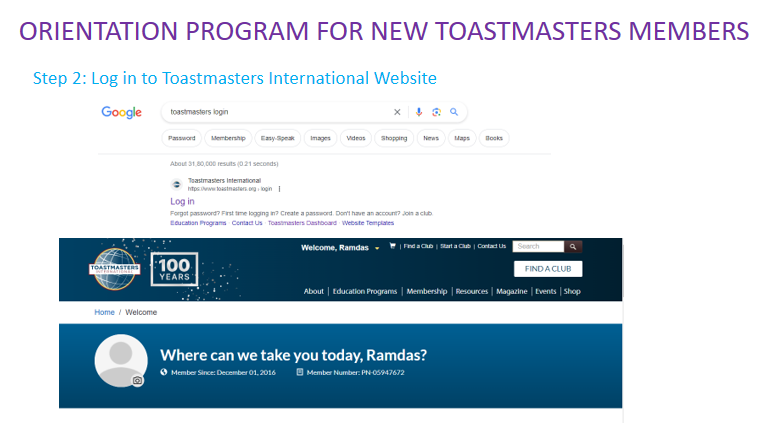 ORIENTATION PROGRAM FOR NEW TOASTMASTERS MEMBERS
Step 2: Log in to Toastmasters International Website
Google
toastmasters login
Password Membership Easy-Speak Images Videos Shopping News Maps Books
About 31,80,000 results (0.21 seconds)
Toastmasters International
https://www.toastmasters.org › login
Log in
Forgot password? First time logging in? Create a password. Don't have an account? Join a club.
Education Programs · Contact Us · Toastmasters Dashboard · Website Templates
Welcome, Ramdas | Find a Club | Start a Club | Contact Us Search
TOASTMASTERS
INTERNATIONAL
100
YEARS
FIND A CLUB
About | Education Programs | Membership | Resources | Magazine | Events | Shop
Home / Welcome
Where can we take you today, Ramdas?
Member Since: December 01, 2016 Member Number: PN-05947672